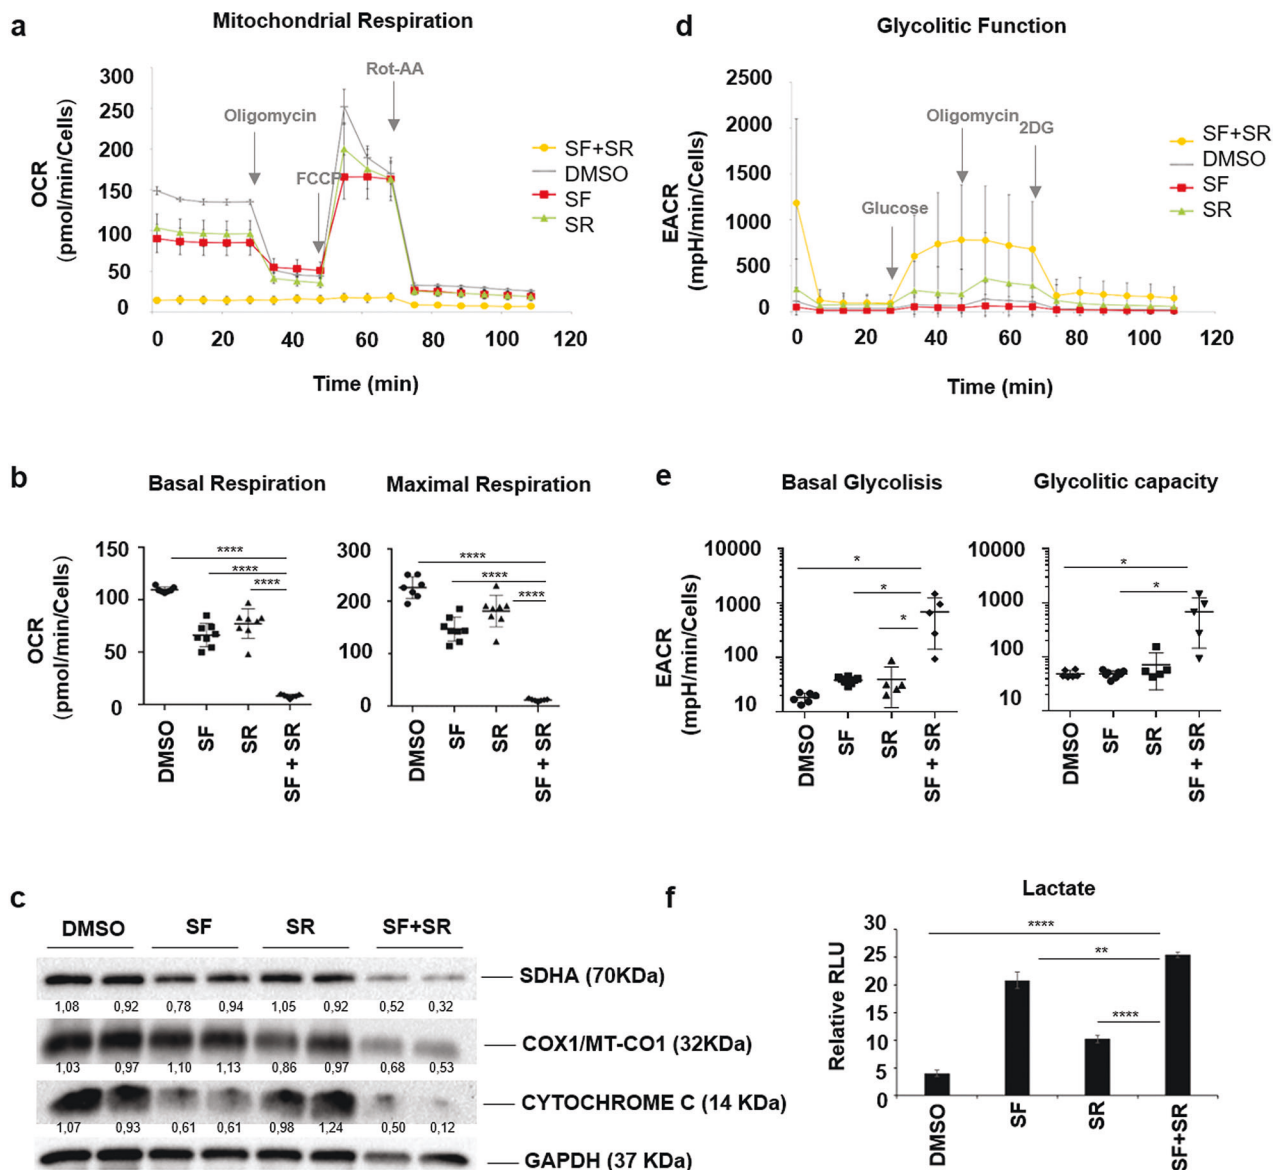 a
Mitochondrial Respiration
300
250
200
150
100
50
0
OCR
(pmol/min/Cells)
Oligomycin
FCCP
Rot-AA
SF+SR
DMSO
SF
SR
0 20 40 60 80 100 120
Time (min)
d
Glycolitic Function
2500
2000
1500
1000
500
0
EACR
(mpH/min/Cells)
Glucose
Oligomycin
2DG
SF+SR
DMSO
SF
SR
0 20 40 60 80 100 120
Time (min)
b
Basal Respiration
OCR
(pmol/min/Cells)
150
100
50
0
****
****
****
DMSO
SF
SR
SF + SR
Maximal Respiration
300
200
100
0
****
****
****
DMSO
SF
SR
SF + SR
e
Basal Glycolisis
EACR
(mpH/min/Cells)
10000
1000
100
10
*
*
*
DMSO
SF
SR
SF + SR
Glycolitic capacity
10000
1000
100
10
*
*
DMSO
SF
SR
SF + SR
c
DMSO SF SR SF+SR
SDHA (70KDa)
1,08 0,92 0,78 0,94 1,05 0,92 0,52 0,32
COX1/MT-CO1 (32KDa)
1,03 0,97 1,10 1,13 0,86 0,97 0,68 0,53
CYTOCHROME C (14 KDa)
1,07 0,93 0,61 0,61 0,98 1,24 0,50 0,12
GAPDH (37 KDa)
f
Lactate
Relative RLU
30
25
20
15
10
5
0
****
**
****
DMSO
SF
SR
SF+SR